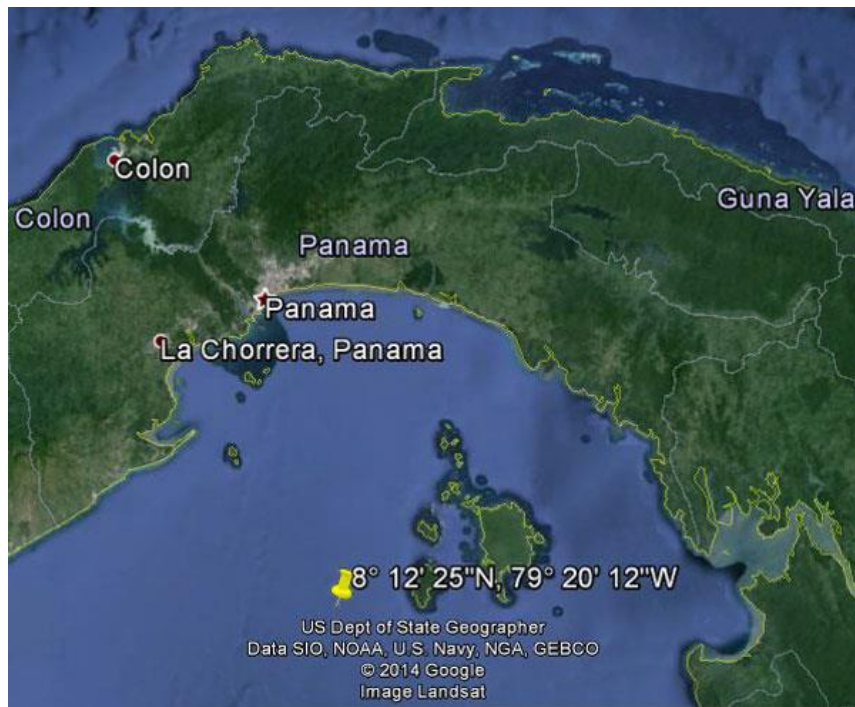 Colon
Colon
Guna Yala
Panama
Panama
La Chorrera, Panama
8° 12' 25"N, 79° 20' 12"W
US Dept of State Geographer
Data SIO, NOAA, U.S. Navy, NGA, GEBCO
© 2014 Google
Image Landsat